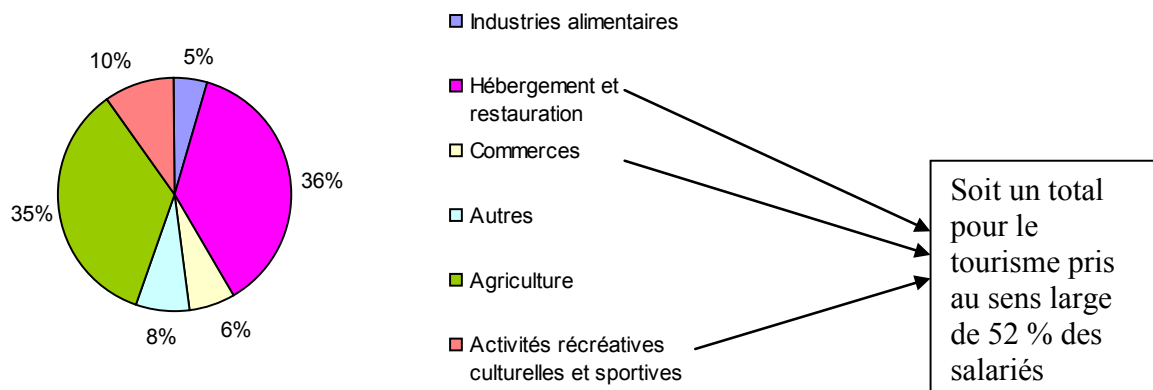 10%
5%
36%
35%
8%
6%
Industries alimentaires
Hébergement et
restauration
Commerces
Autres
Agriculture
Activités récréatives
culturelles et sportives
Soit un total
pour le
tourisme pris
au sens large
de 52 % des
salariés